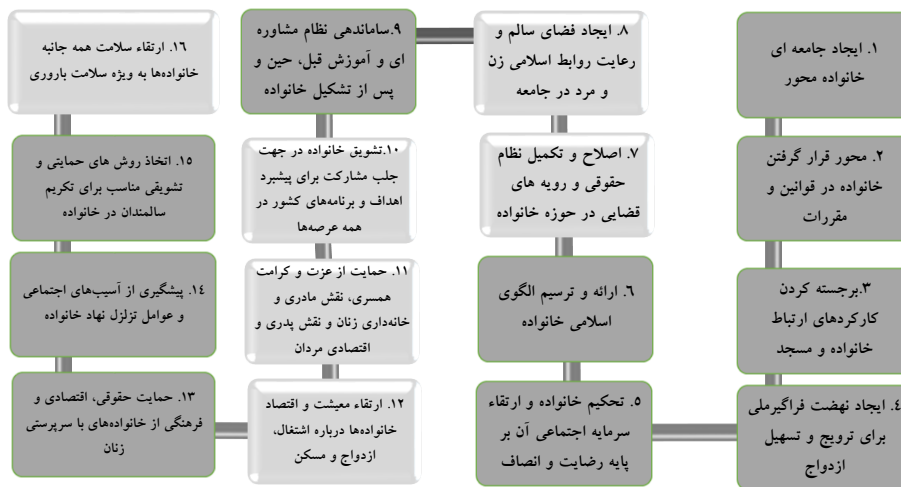 ۱. ایجاد جامعه ای
خانواده محور
۲. محور قرار گرفتن
خانواده در قوانین و
مقررات
۳.برجسته کردن
کارکردهای ارتباط
خانواده و مسجد
۴. ایجاد نهضت فراگیرملی
برای ترویج و تسهیل
ازدواج
۵. تحکیم خانواده و ارتقاء
سرمایه اجتماعی آن بر
پایه رضایت و انصاف
۶. ارائه و ترسیم الگوی
اسلامی خانواده
۷. اصلاح و تکمیل نظام
حقوقی و رویه های
قضایی در حوزه خانواده
۸. ایجاد فضای سالم و
رعایت روابط اسلامی زن
و مرد در جامعه
۹.ساماندهی نظام مشاوره
ای و آموزش قبل، حین و
پس از تشکیل خانواده
۱۰.تشویق خانواده در جهت
جلب مشارکت برای پیشبرد
اهداف و برنامه‌های کشور در
همه عرصه‌ها
۱۱. حمایت از عزت و کرامت
همسری، نقش مادری و
خانه‌داری زنان و نقش پدری و
اقتصادی مردان
۱۲. ارتقاء معیشت و اقتصاد
خانواده‌ها درباره اشتغال،
ازدواج و مسکن
۱۳. حمایت حقوقی، اقتصادی و
فرهنگی از خانواده‌های با سرپرستی
زنان
۱۴. پیشگیری از آسیب‌های اجتماعی
و عوامل تزلزل نهاد خانواده
۱۵. اتخاذ روش های حمایتی و
تشویقی مناسب برای تکریم
سالمندان در خانواده
۱۶. ارتقاء سلامت همه جانبه
خانواده‌ها به ویژه سلامت باروری